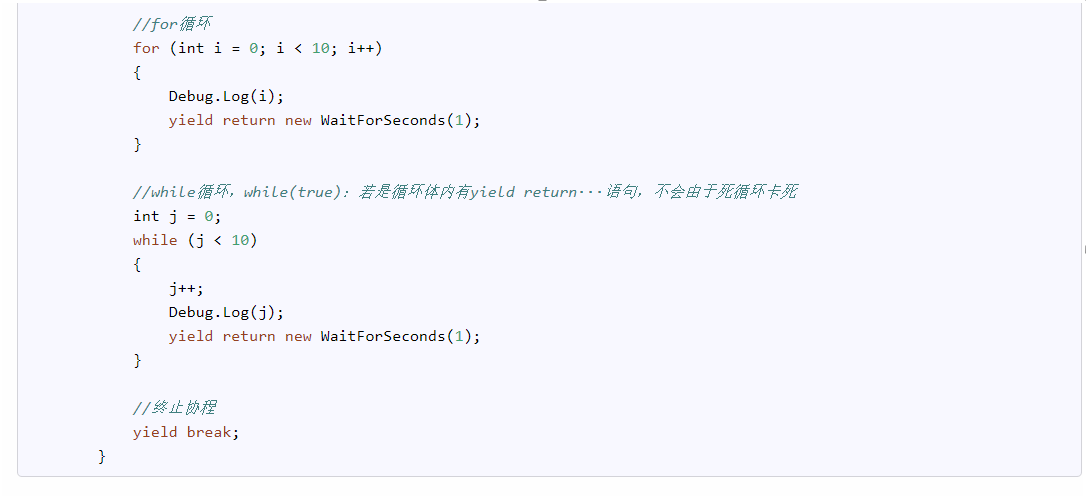 //for循环
for (int i = 0; i < 10; i++)
{
Debug.Log(i);
yield return new WaitForSeconds(1);
}
//while循环，while(true)：若是循环体内有yield return···语句，不会由于死循环卡死
int j = 0;
while (j < 10)
{
j++;
Debug.Log(j);
yield return new WaitForSeconds(1);
}
//终止协程
yield break;
}